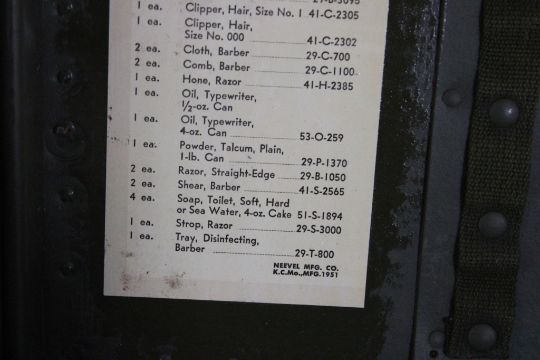 29-B-3095
1 ea. Clipper, Hair, Size No. 1 41-C-2305
1 ea. Clipper, Hair,
Size No. 000 41-C-2302
2 ea. Cloth, Barber 29-C-700
2 ea. Comb, Barber 29-C-1100
1 ea. Hone, Razor 41-H-2385
1 ea. Oil, Typewriter,
½-oz. Can
1 ea. Oil, Typewriter,
4-oz. Can 53-O-259
1 ea. Powder, Talcum, Plain,
1-lb. Can 29-P-1370
2 ea. Razor, Straight-Edge 29-B-1050
2 ea. Shear, Barber 41-S-2565
4 ea. Soap, Toilet, Soft, Hard
or Sea Water, 4-oz. Cake 51-S-1894
1 ea. Strop, Razor 29-S-3000
1 ea. Tray, Disinfecting,
Barber 29-T-800
NEEVEL MFG. CO.
K.C.Mo.,MFG.1951